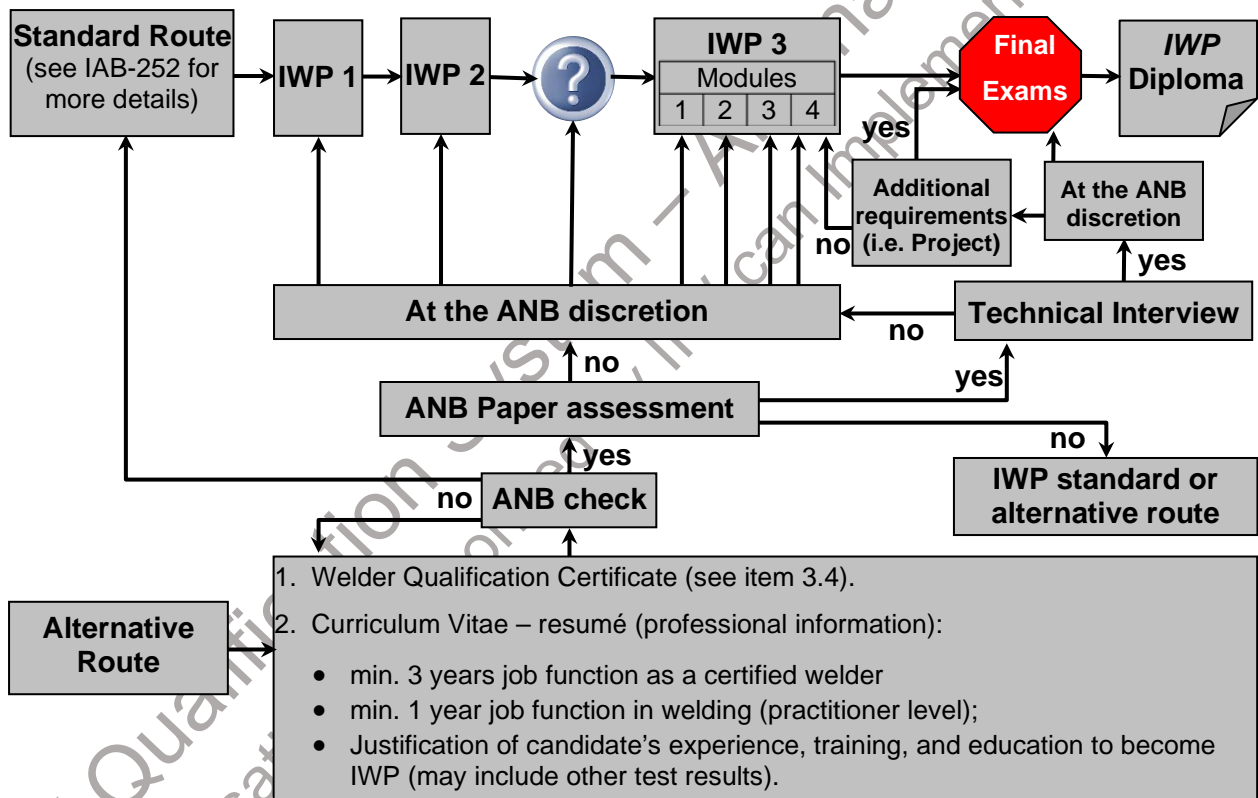 Standard Route
(see IAB-252 for
more details)
IWP 1
IWP 2
?
IWP 3
Modules
1 2 3 4
Final
Exams
IWP
Diploma
yes
Additional
requirements
(i.e. Project)
no
At the ANB
discretion
yes
At the ANB discretion
no
Technical Interview
no
yes
ANB Paper assessment
no
IWP standard or
alternative route
yes
no
ANB check
Alternative
Route
1. Welder Qualification Certificate (see item 3.4).
2. Curriculum Vitae – resumé (professional information):
• min. 3 years job function as a certified welder
• min. 1 year job function in welding (practitioner level);
• Justification of candidate's experience, training, and education to become
IWP (may include other test results).